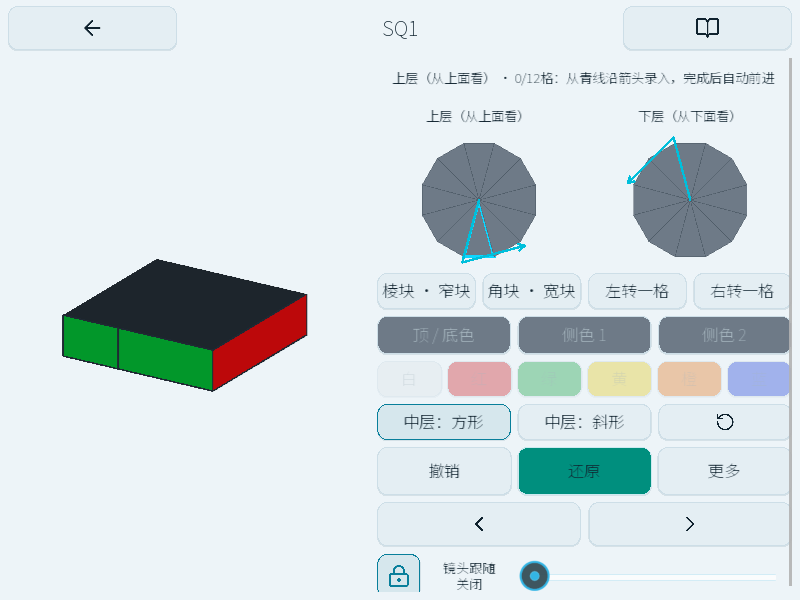 SQ1
上层（从上面看） · 0/12格：从青线沿箭头录入，完成后自动前进
上层（从上面看）
下层（从下面看）
棱块 · 窄块
角块 · 宽块
左转一格
右转一格
顶 / 底色
侧色 1
侧色 2
白
黄
橙
中层：方形
中层：斜形
撤销
还原
更多
镜头跟随
关闭